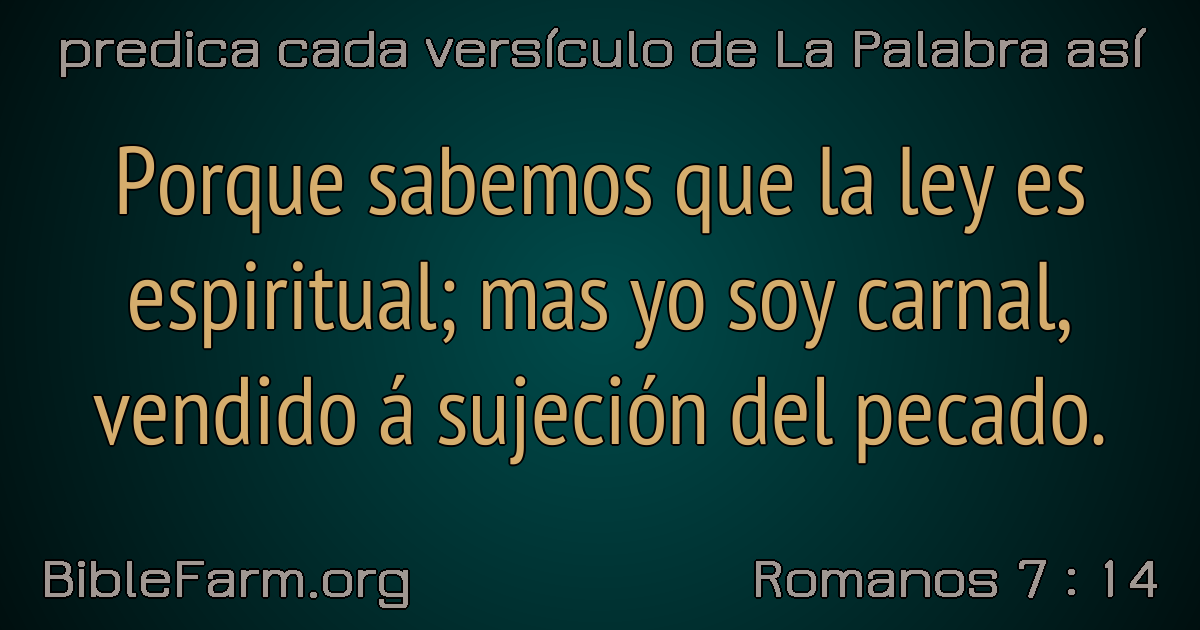 predica cada versículo de La Palabra así
Porque sabemos que la ley es
espiritual; mas yo soy carnal,
vendido á sujeción del pecado.
BibleFarm.org
Romanos 7 : 14